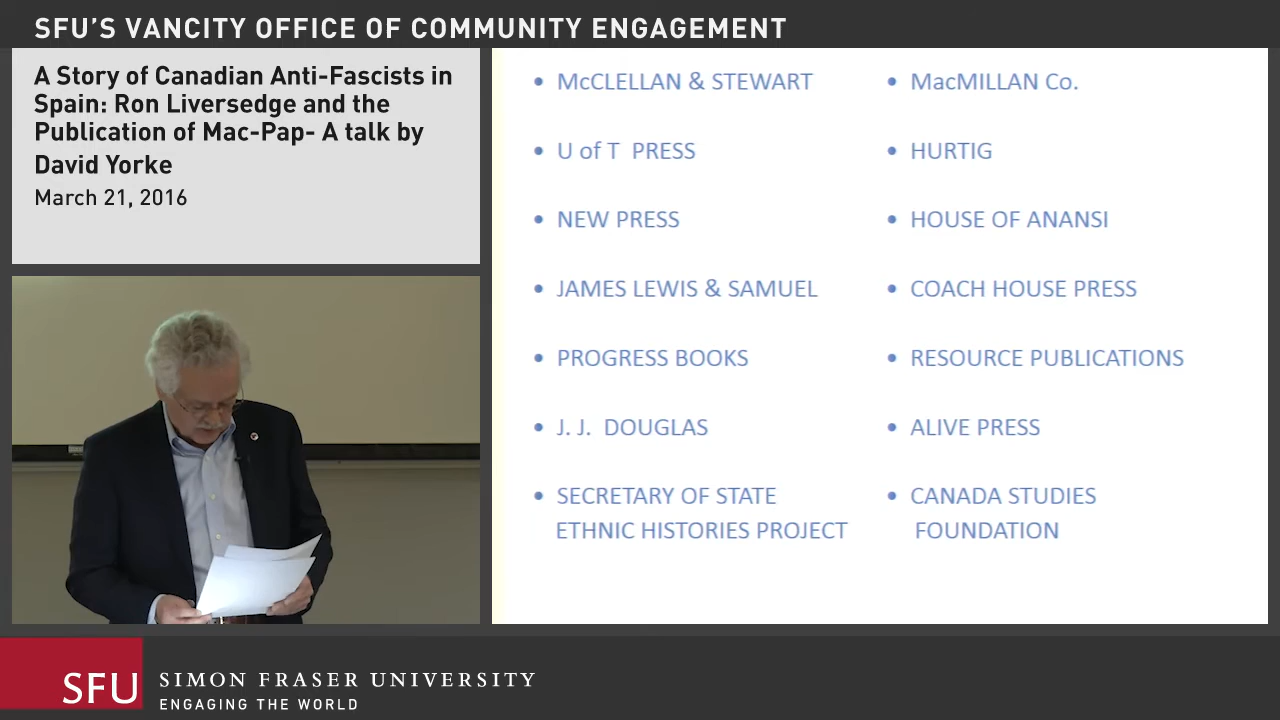 SFU'S VANCITY OFFICE OF COMMUNITY ENGAGEMENT
A Story of Canadian Anti-Fascists in
Spain: Ron Liversedge and the
Publication of Mac-Pap- A talk by
David Yorke
March 21, 2016
• McCLELLAN & STEWART
• U of T PRESS
• NEW PRESS
• JAMES LEWIS & SAMUEL
• PROGRESS BOOKS
• J. J. DOUGLAS
• SECRETARY OF STATE
ETHNIC HISTORIES PROJECT
• MacMILLAN Co.
• HURTIG
• HOUSE OF ANANSI
• COACH HOUSE PRESS
• RESOURCE PUBLICATIONS
• ALIVE PRESS
• CANADA STUDIES
FOUNDATION
SFU
SIMON FRASER UNIVERSITY
ENGAGING THE WORLD